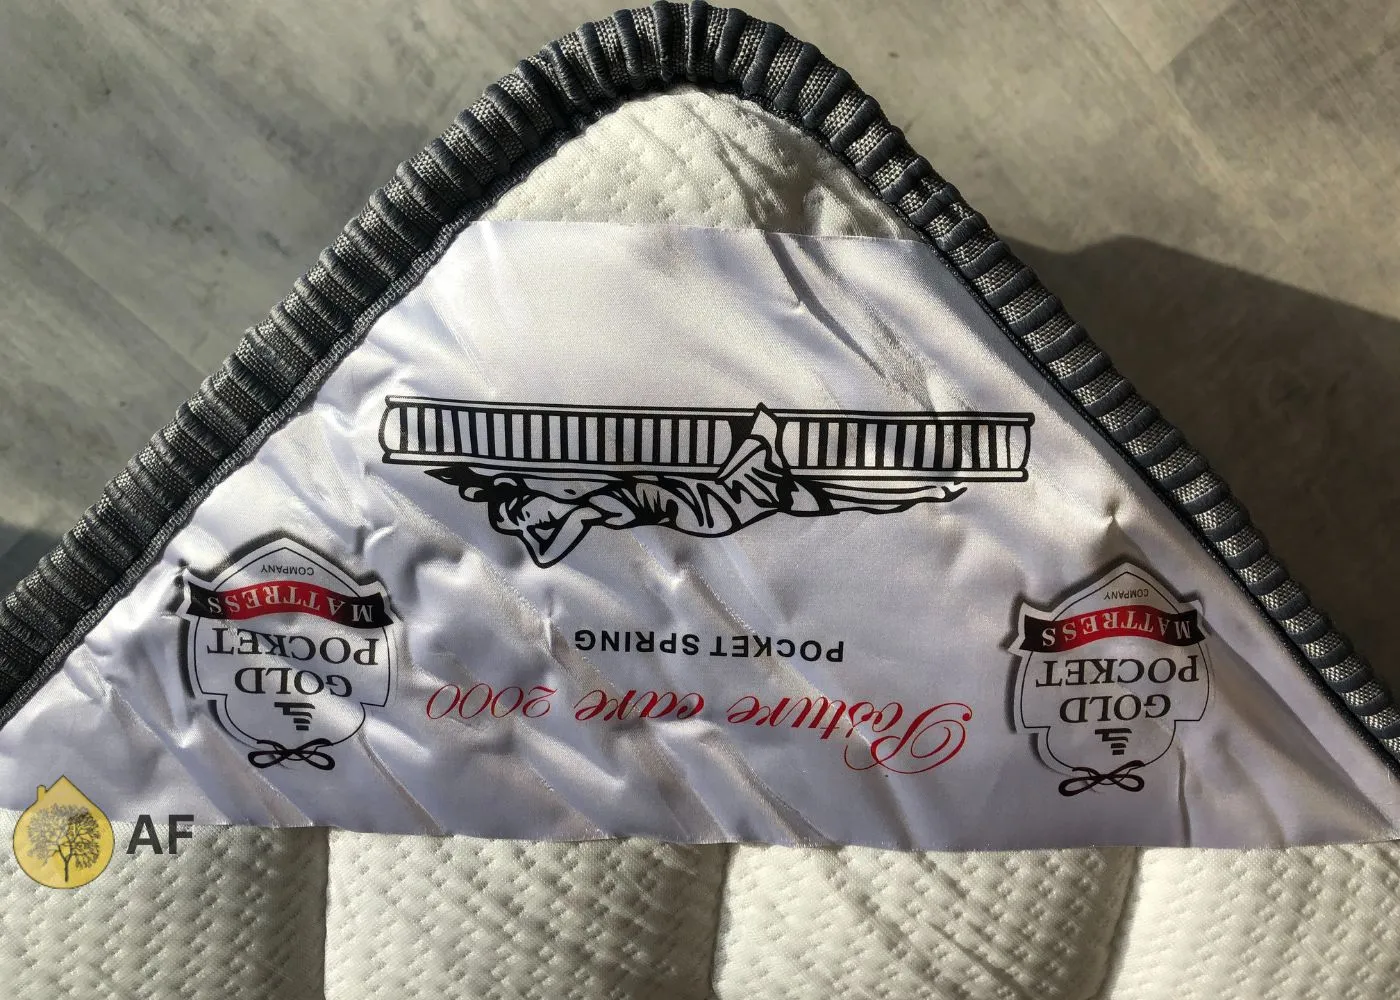 Posture care 2000
POCKET SPRING
GOLD
POCKET
MATTRESS
COMPANY
GOLD
POCKET
MATTRESS
COMPANY
AF